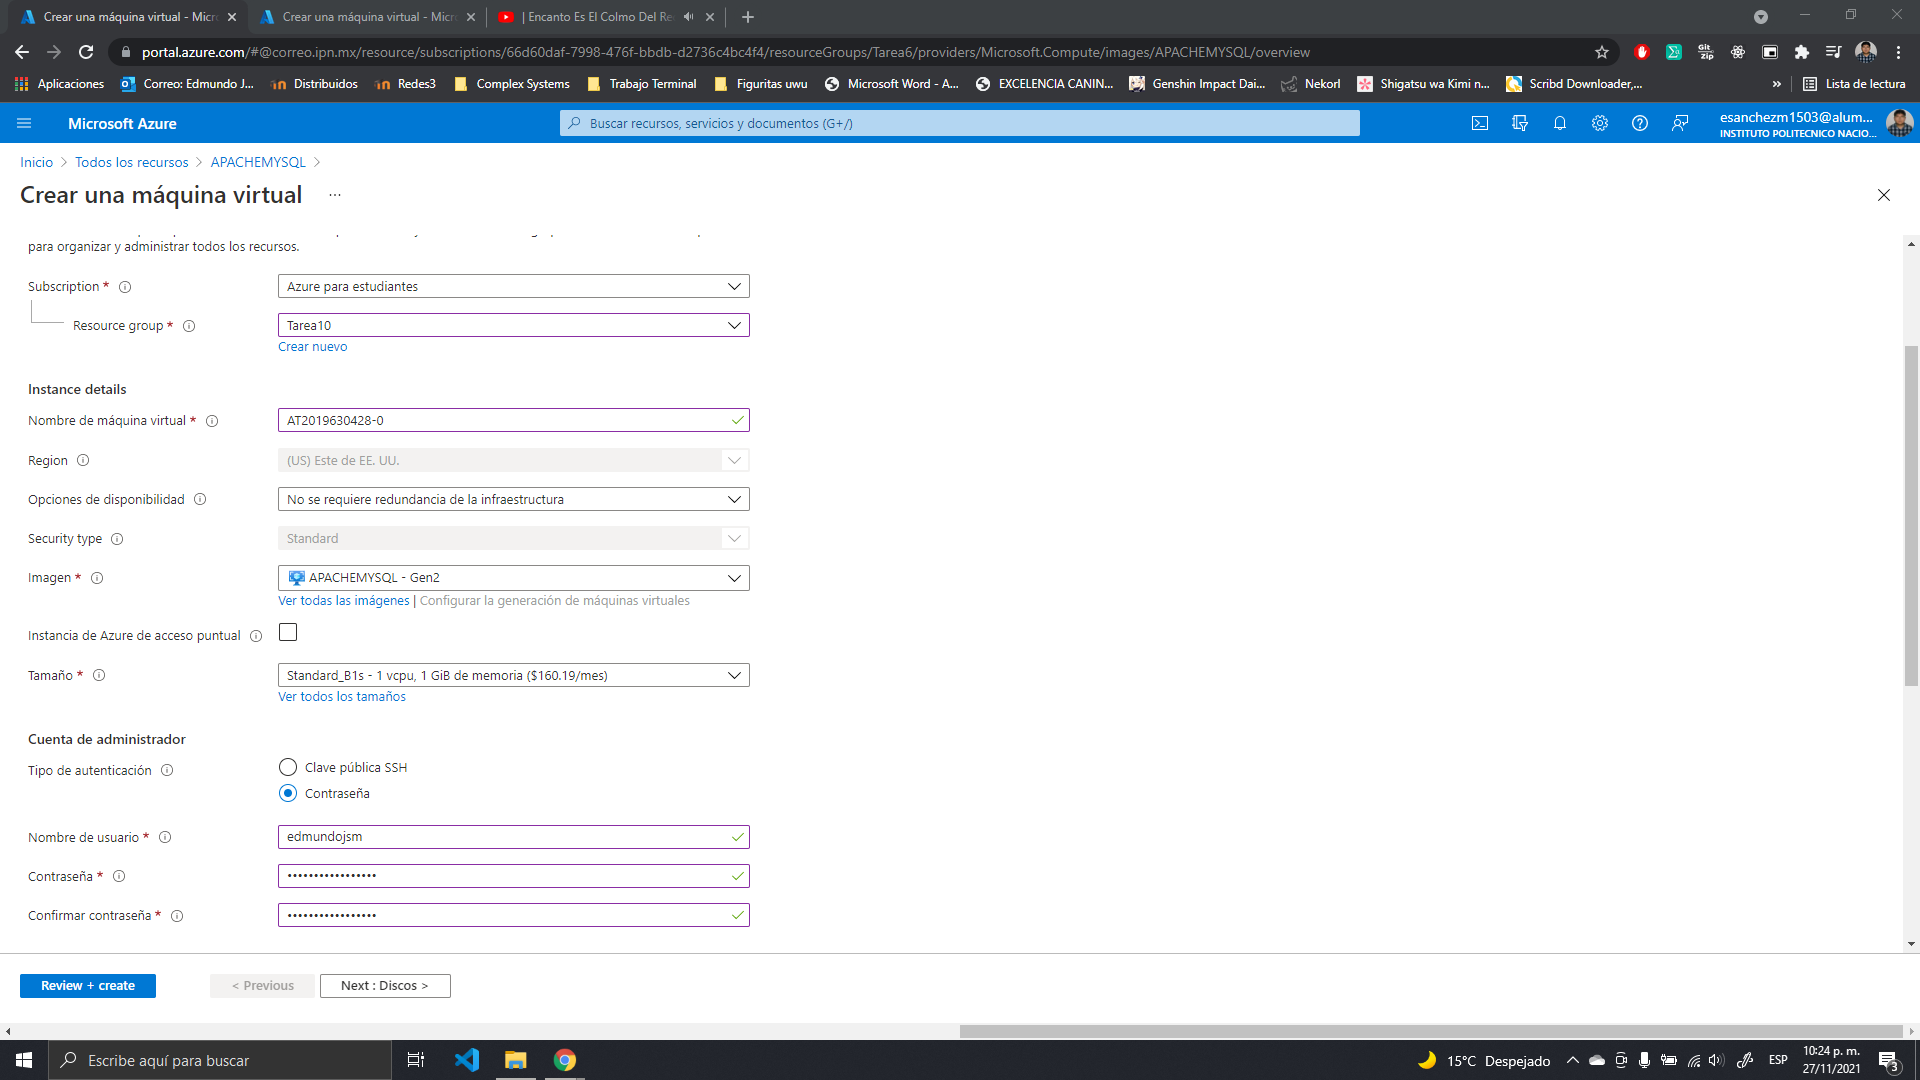 Crear una máquina virtual - Micro
Crear una máquina virtual - Micro
| Encanto Es El Colmo Del Re
portal.azure.com/#@correo.ipn.mx/resource/subscriptions/66d60daf-7998-476f-bbdb-d2736c4bc4f4/resourceGroups/Tarea6/providers/Microsoft.Compute/images/APACHEMYSQL/overview
Aplicaciones
Correo: Edmundo J...
Distribuidos
Redes3
Complex Systems
Trabajo Terminal
Figuritas uwu
Microsoft Word - A...
EXCELENCIA CANIN...
Genshin Impact Dai...
Nekorl
Shigatsu wa Kimi n...
Scribd Downloader,...
»
Lista de lectura
Microsoft Azure
Buscar recursos, servicios y documentos (G+/)
esanchezm1503@alum...
INSTITUTO POLITECNICO NACIO...
Inicio > Todos los recursos > APACHEMYSQL >
Crear una máquina virtual ...
para organizar y administrar todos los recursos.
Subscription *
Azure para estudiantes
Resource group *
Tarea10
Crear nuevo
Instance details
Nombre de máquina virtual *
AT2019630428-0
Region
(US) Este de EE. UU.
Opciones de disponibilidad
No se requiere redundancia de la infraestructura
Security type
Standard
Imagen *
APACHEMYSQL - Gen2
Ver todas las imágenes | Configurar la generación de máquinas virtuales
Instancia de Azure de acceso puntual
Tamaño *
Standard_B1s - 1 vcpu, 1 GiB de memoria ($160.19/mes)
Ver todos los tamaños
Cuenta de administrador
Tipo de autenticación
Clave pública SSH
Contraseña
Nombre de usuario *
edmundojsm
Contraseña *
•••••••••••••••••
Confirmar contraseña *
•••••••••••••••••
Review + create
< Previous
Next : Discos >
Escribe aquí para buscar
15°C Despejado
ESP
10:24 p. m.
27/11/2021
3